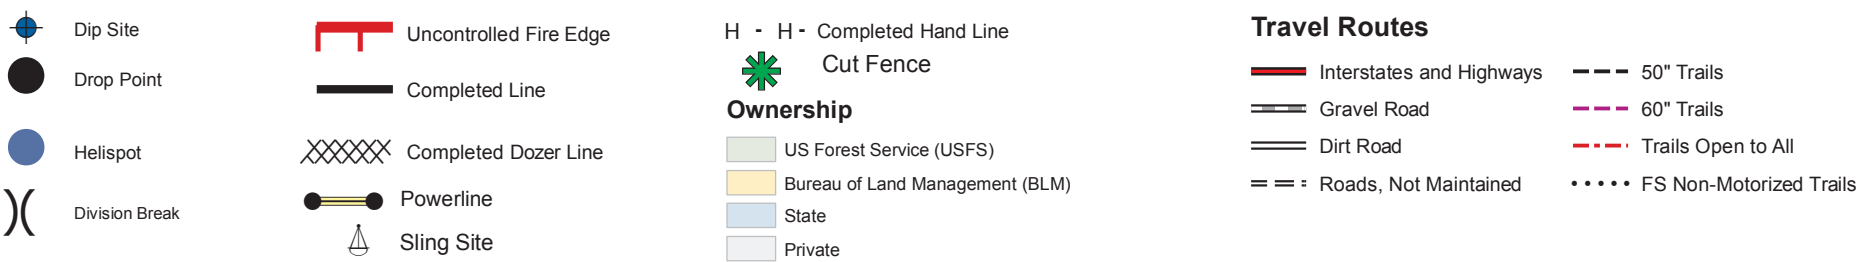 Dip Site
Drop Point
Helispot
Division Break
Uncontrolled Fire Edge
Completed Line
Completed Dozer Line
Powerline
Sling Site
H - H - Completed Hand Line
Cut Fence
Ownership
US Forest Service (USFS)
Bureau of Land Management (BLM)
State
Private
Travel Routes
Interstates and Highways
Gravel Road
Dirt Road
Roads, Not Maintained
50" Trails
60" Trails
Trails Open to All
FS Non-Motorized Trails